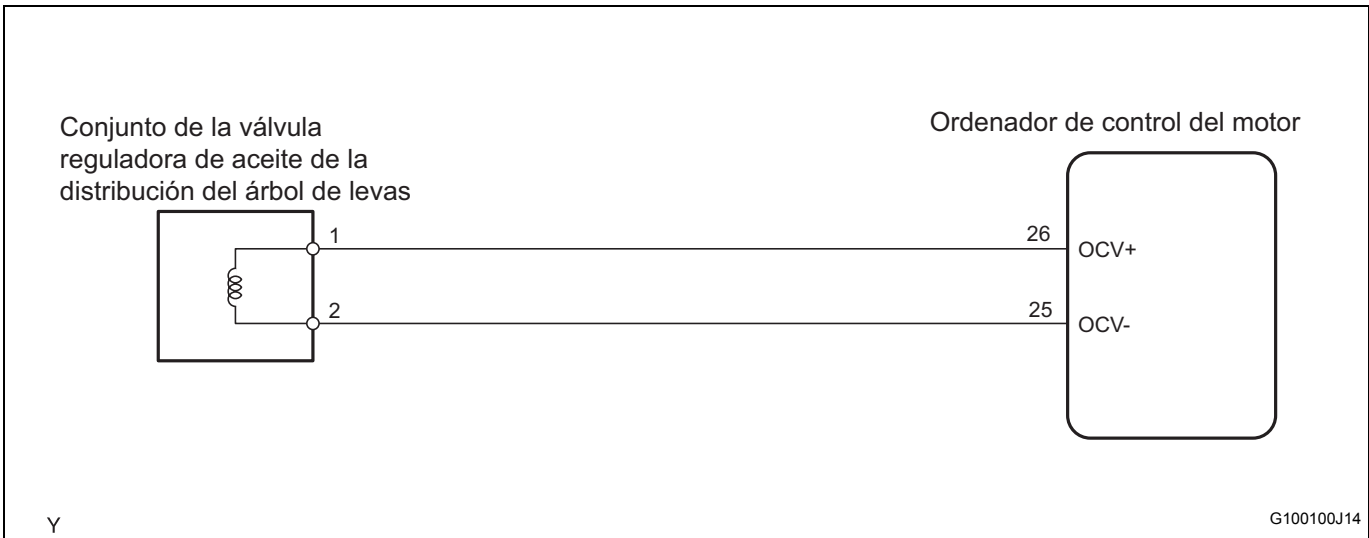 Conjunto de la válvula
reguladora de aceite de la
distribución del árbol de levas
Ordenador de control del motor
1
26
OCV+
2
25
OCV-
Y
G100100J14